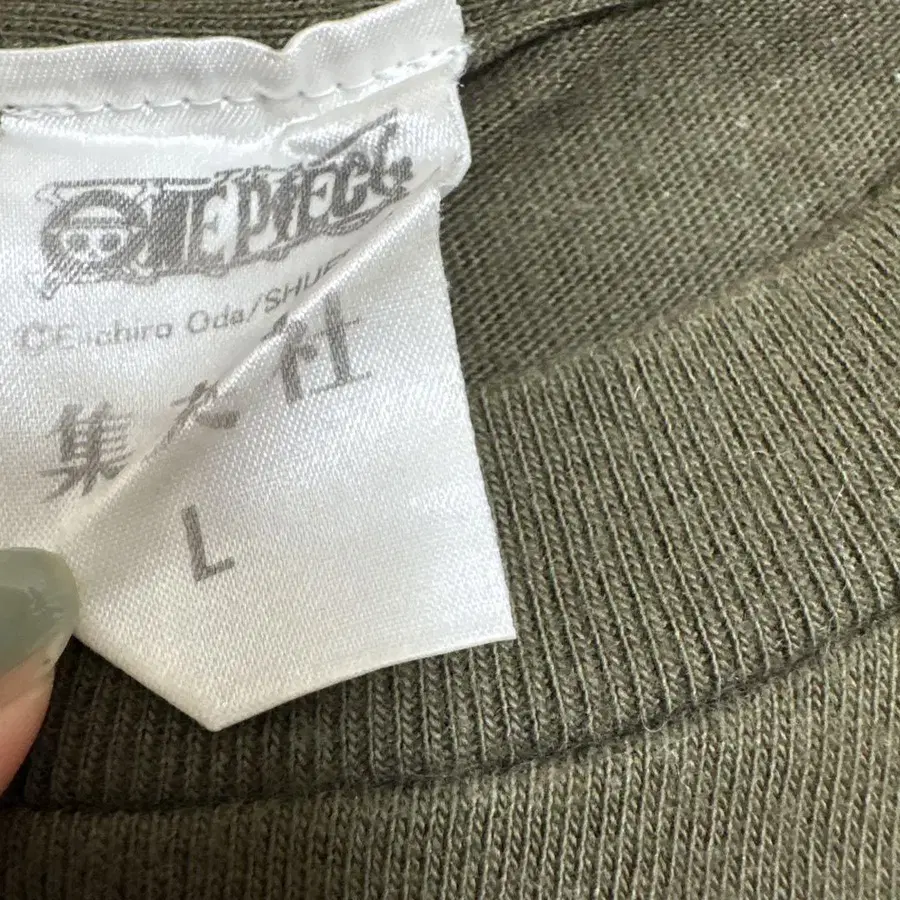 ONE PIECE
©Eiichiro Oda/SHUE
集 社
L